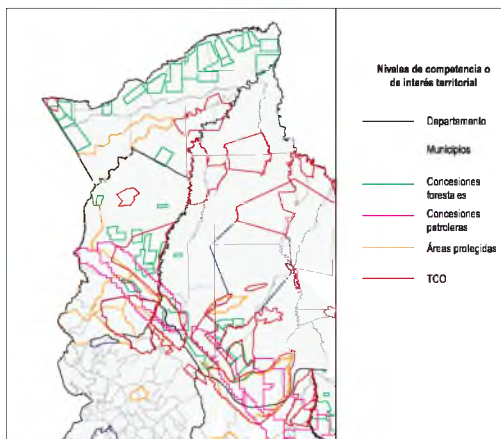 Niveles de competencia o
de interés territorial
Departamento
Municipios
Concesiones
forestales
Concesiones
petroleras
Áreas protegidas
TCO